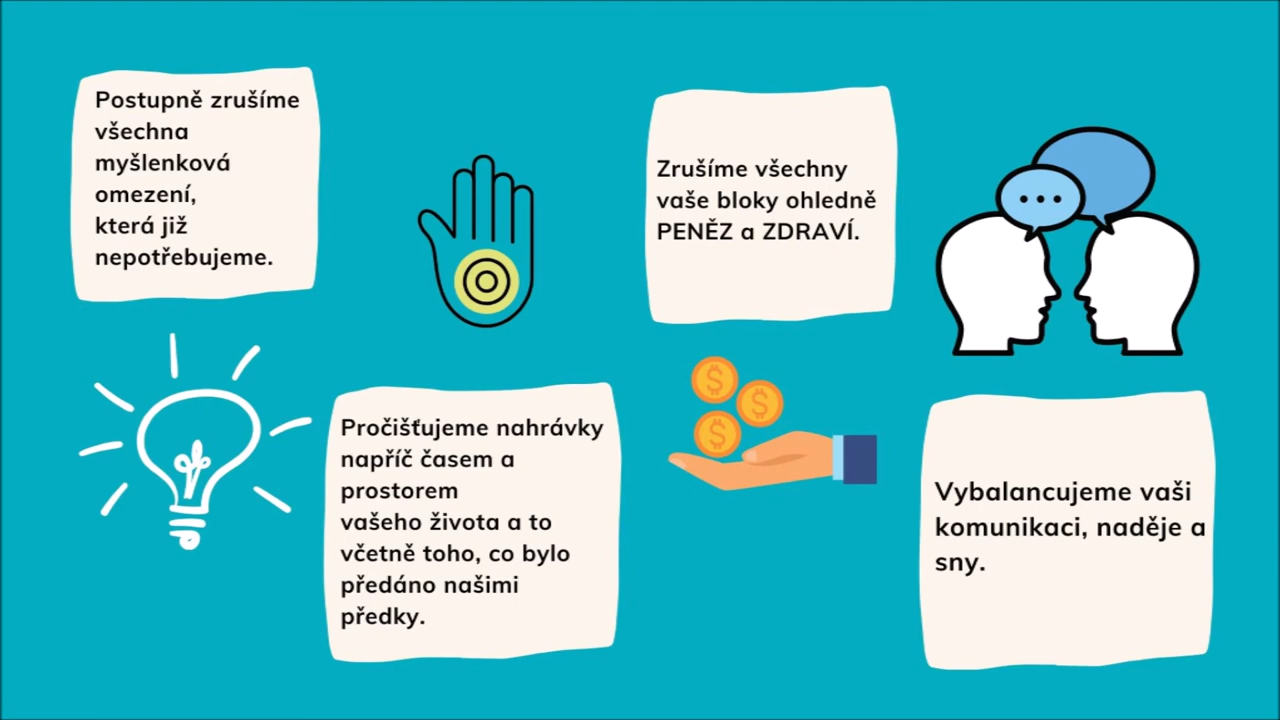 Postupně zrušíme
všechna
myšlenková
omezení,
která již
nepotřebujeme.
Pročišťujeme nahrávky
napříč časem a
prostorem
vašeho života a to
včetně toho, co bylo
předáno našimi
předky.
Zrušíme všechny
vaše bloky ohledně
PENĚZ a ZDRAVÍ.
Vybalancujeme vaši
komunikaci, naděje a
sny.